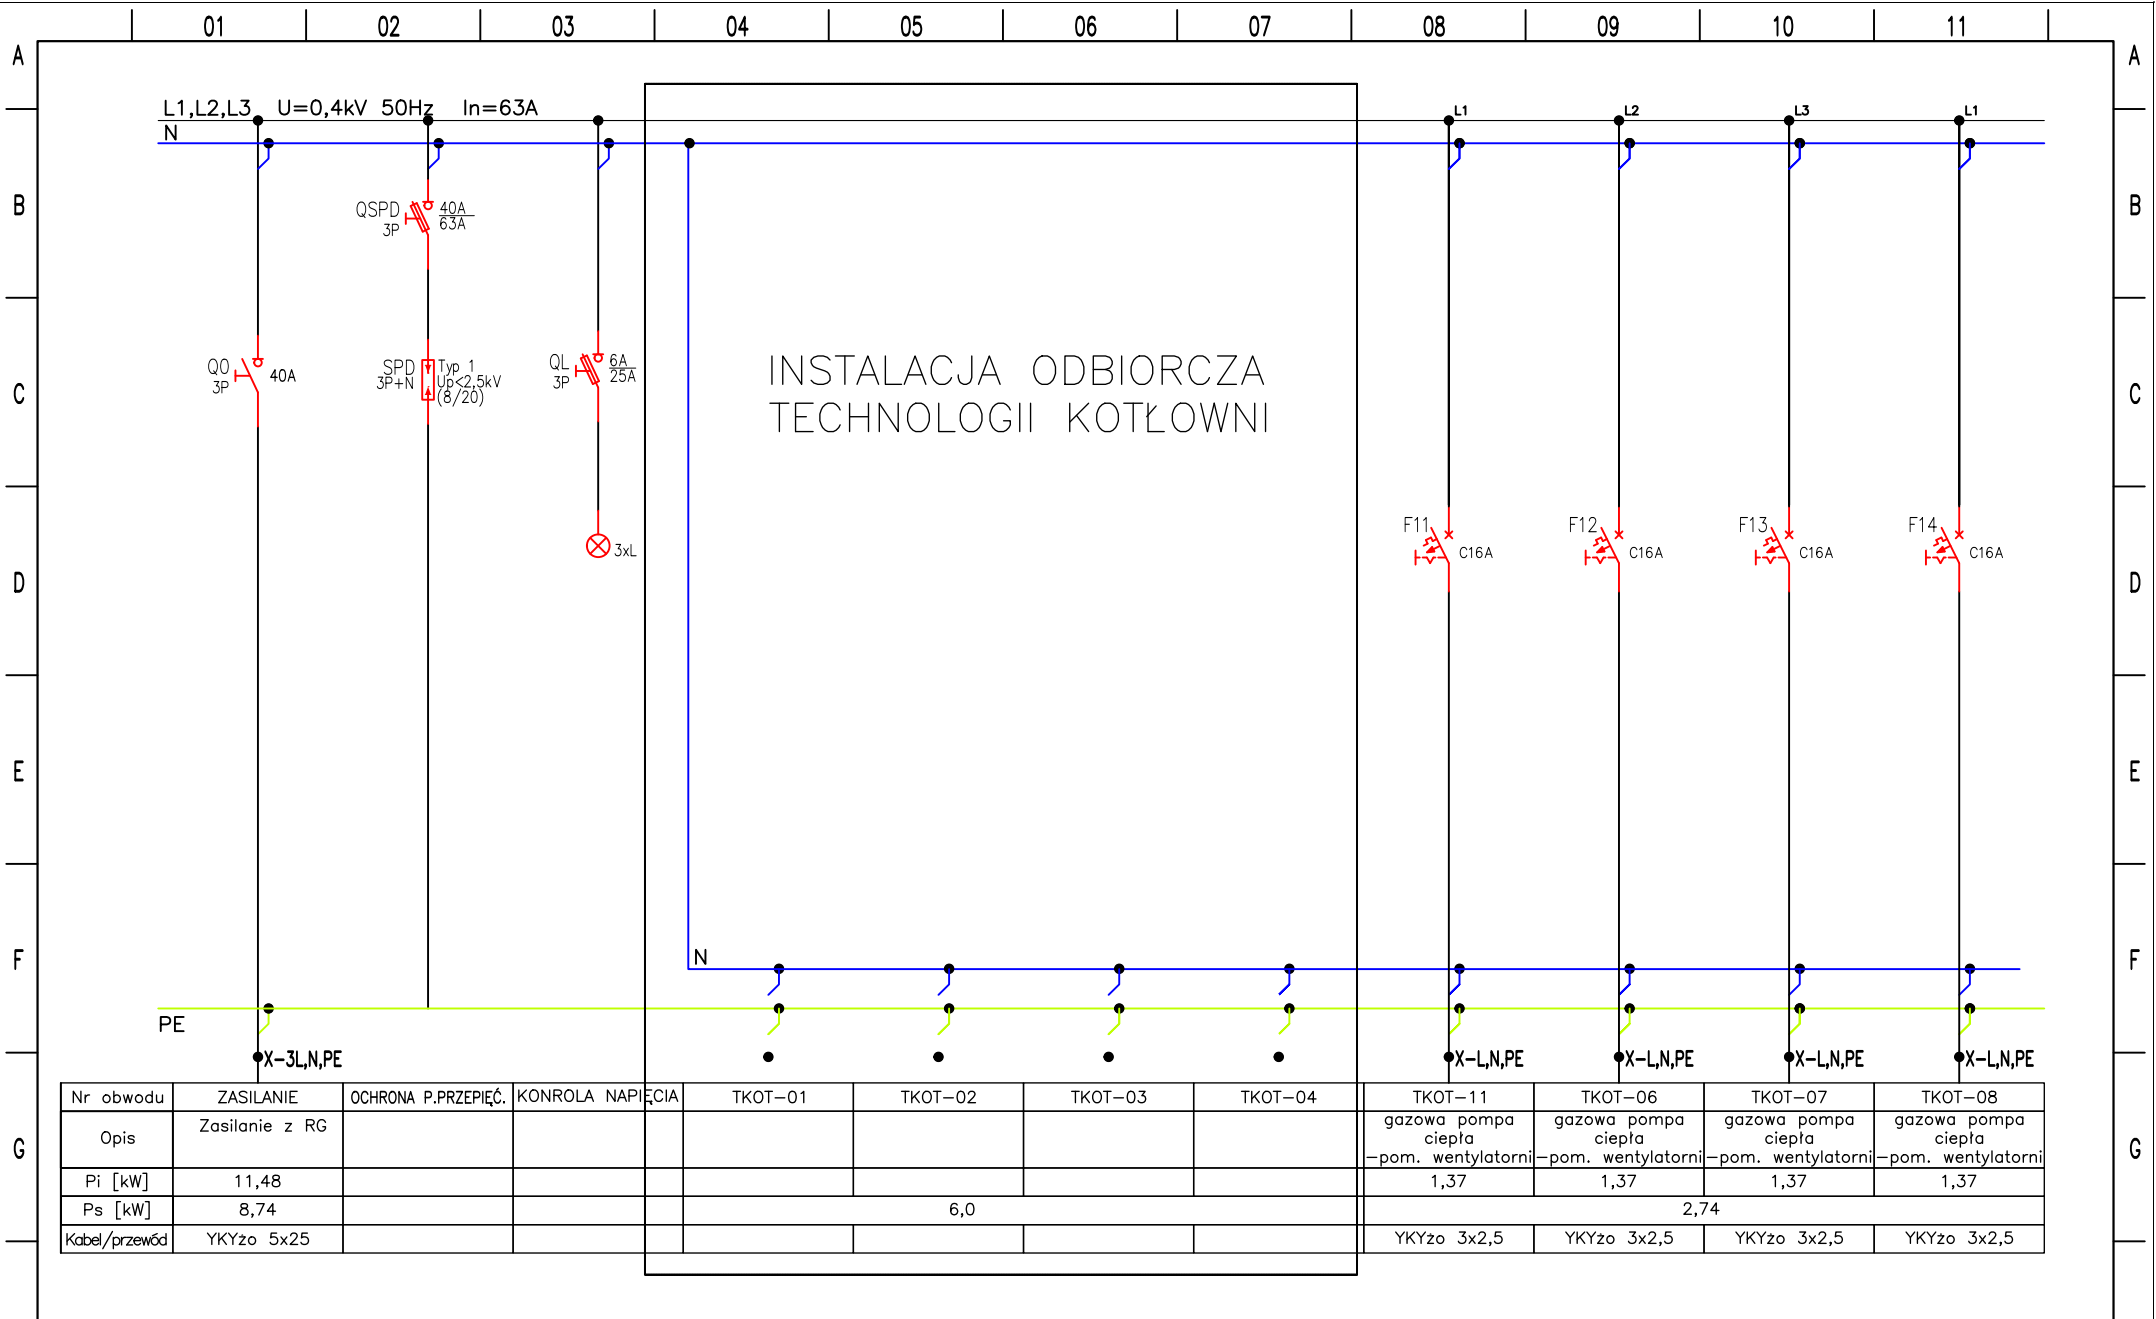 01 02 03 04 05 06 07 08 09 10 11
A A
L1,L2,L3 U=0,4kV 50Hz In=63A
L1 L2 L3 L1
N
B B
QSPD 3P 40A 63A
INSTALACJA ODBIORCZA
TECHNOLOGII KOTŁOWNI
Q0 3P 40A
SPD 3P+N Typ 1 Up<2,5kV (8/20)
QL 3P 6A 25A
C C
F11 C16A F12 C16A F13 C16A F14 C16A
3xL
D D
E E
N
F F
PE
X-3L,N,PE X-L,N,PE X-L,N,PE X-L,N,PE X-L,N,PE
Nr obwodu ZASILANIE OCHRONA P.PRZEPIĘĆ. KONROLA NAPIĘCIA TKOT-01 TKOT-02 TKOT-03 TKOT-04 TKOT-11 TKOT-06 TKOT-07 TKOT-08
G G
Opis Zasilanie z RG
gazowa pompa gazowa pompa gazowa pompa gazowa pompa
ciepła ciepła ciepła ciepła
-pom. wentylatorni -pom. wentylatorni -pom. wentylatorni -pom. wentylatorni
Pi [kW] 11,48 1,37 1,37 1,37 1,37
Ps [kW] 8,74 6,0 2,74
Kabel/przewód YKYżo 5x25 YKYżo 3x2,5 YKYżo 3x2,5 YKYżo 3x2,5 YKYżo 3x2,5